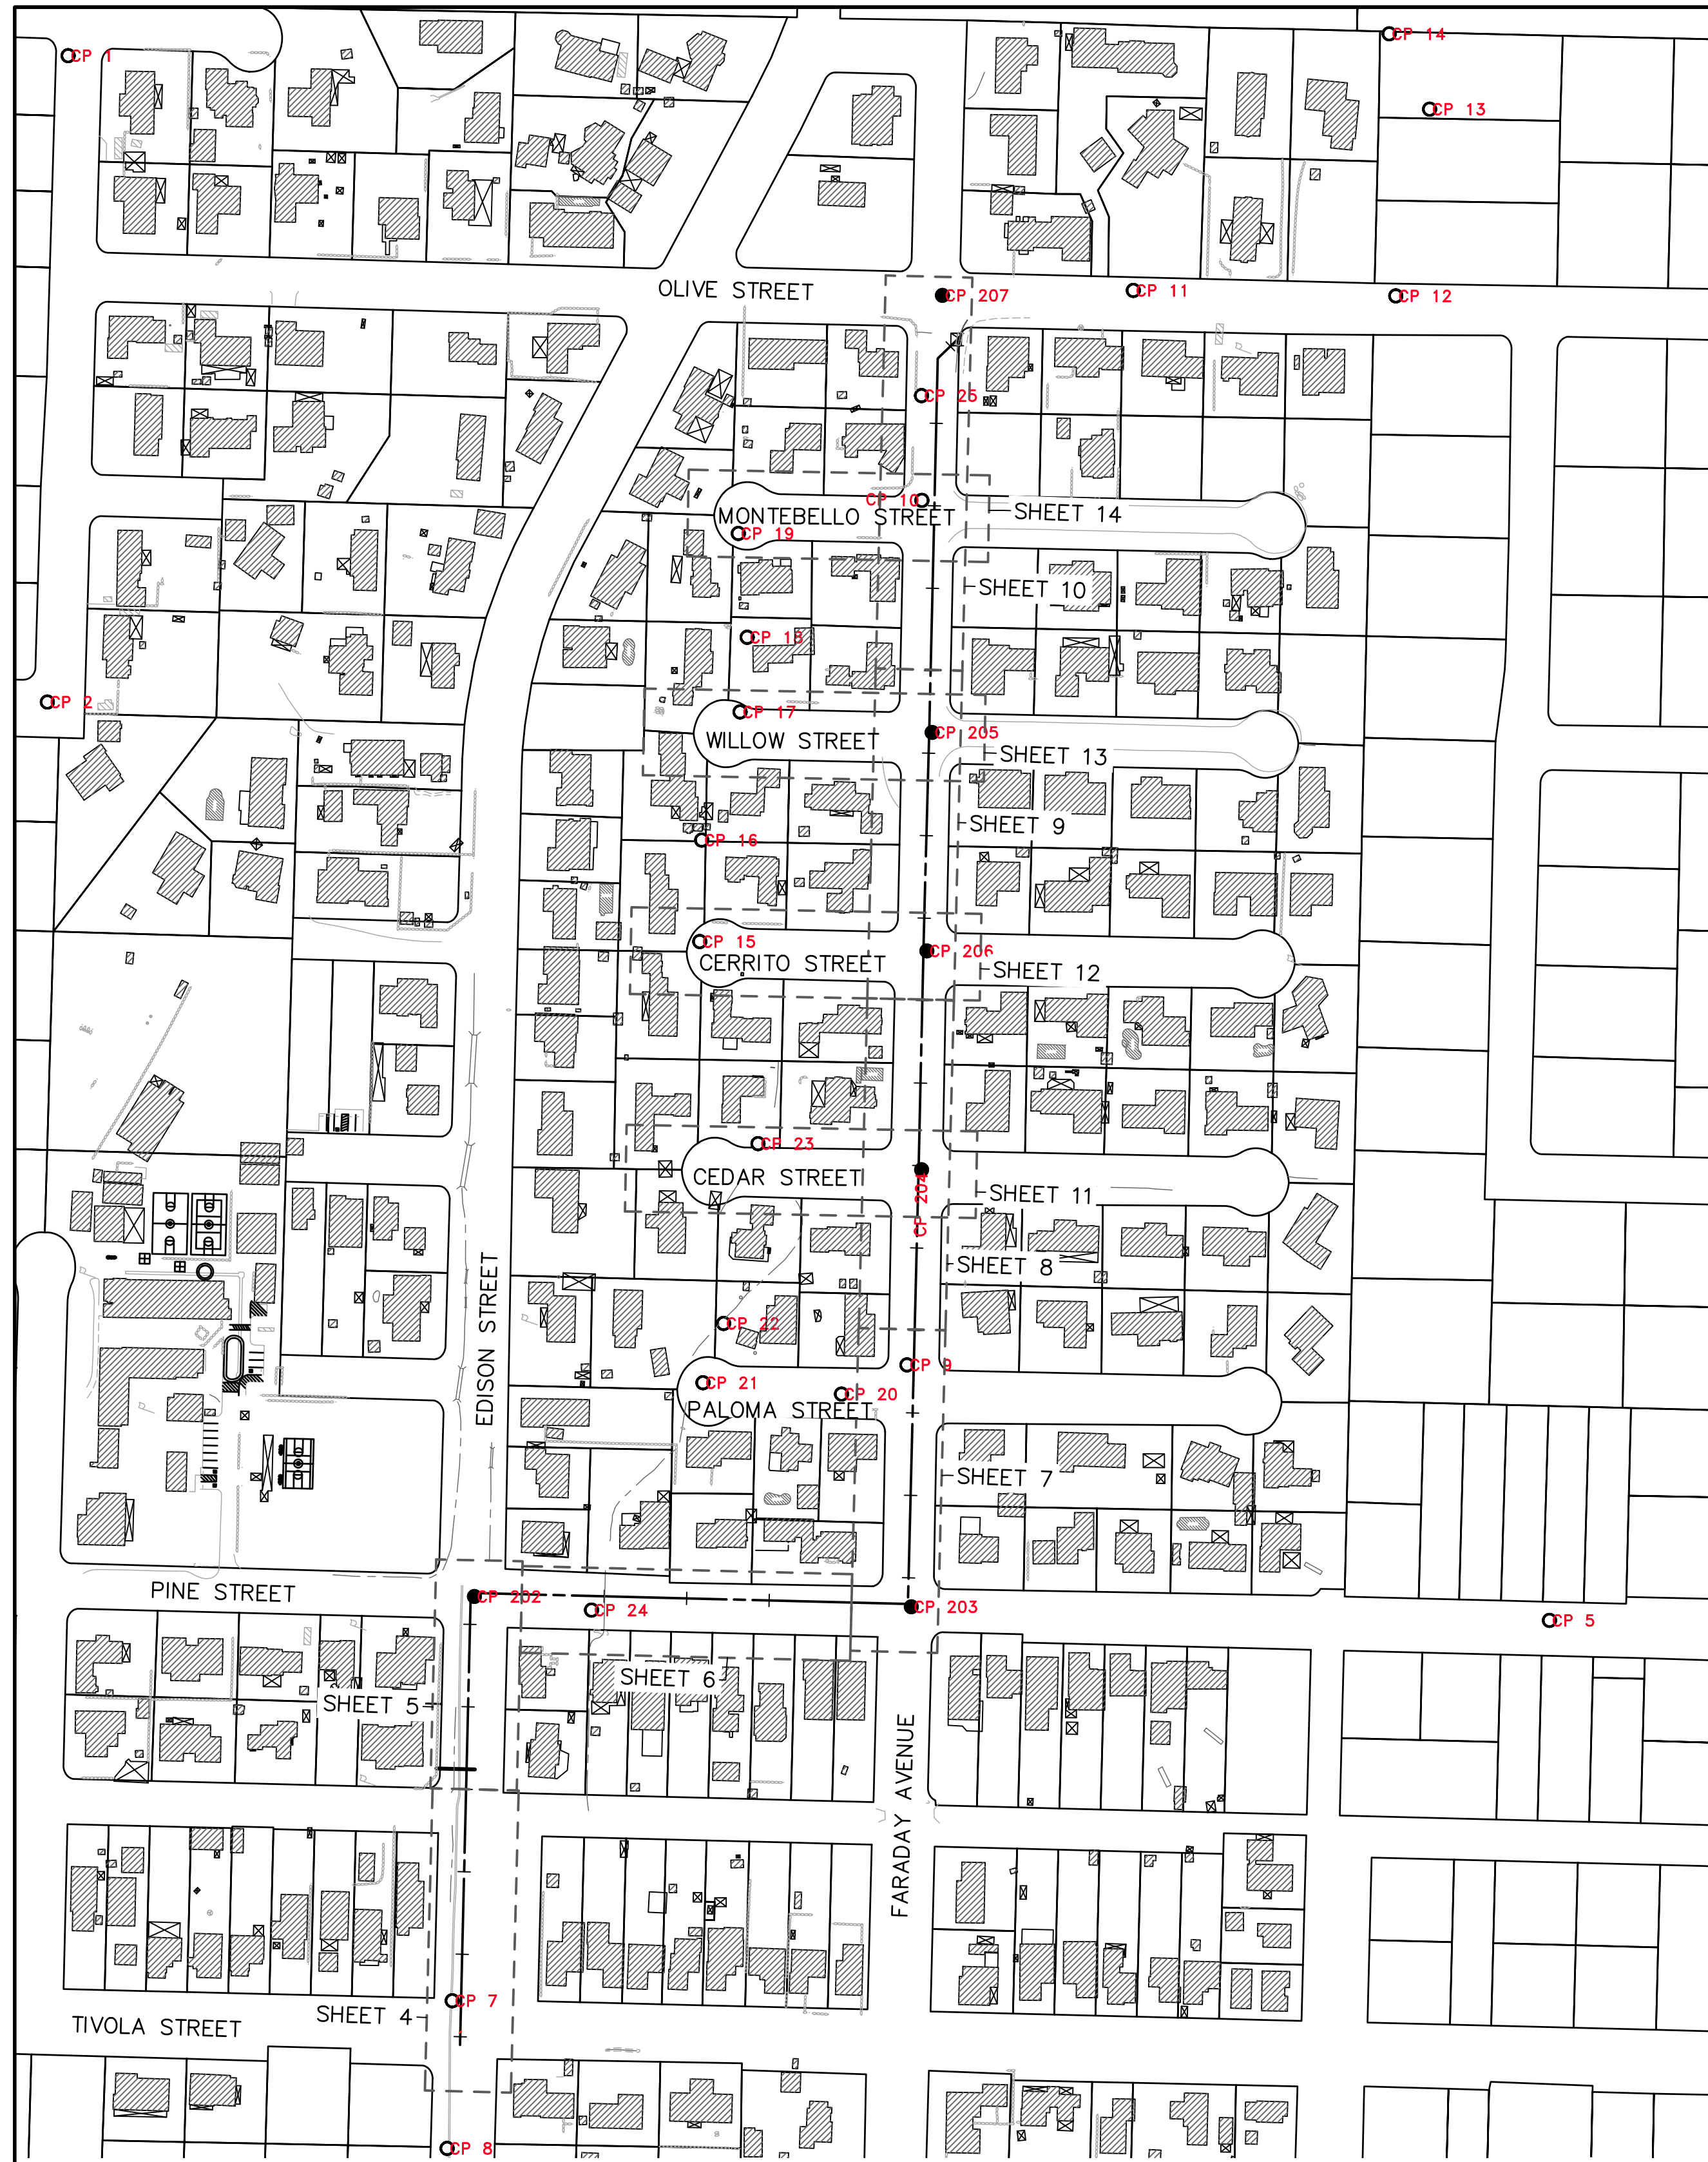 CP 1
CP 14
CP 13
OLIVE STREET
CP 207
CP 11
CP 12
CP 25
CP 10
MONTEBELLO STREET
SHEET 14
CP 19
SHEET 10
CP 18
CP 2
CP 17
WILLOW STREET
CP 205
SHEET 13
SHEET 9
CP 16
CP 15
CERRITO STREET
CP 206
SHEET 12
CP 23
CEDAR STREET
CP 204
SHEET 11
SHEET 8
EDISON STREET
CP 22
CP 9
CP 21
CP 20
PALOMA STREET
SHEET 7
PINE STREET
CP 202
CP 24
CP 203
CP 5
SHEET 6
SHEET 5
FARADAY AVENUE
CP 7
SHEET 4
TIVOLA STREET
CP 8